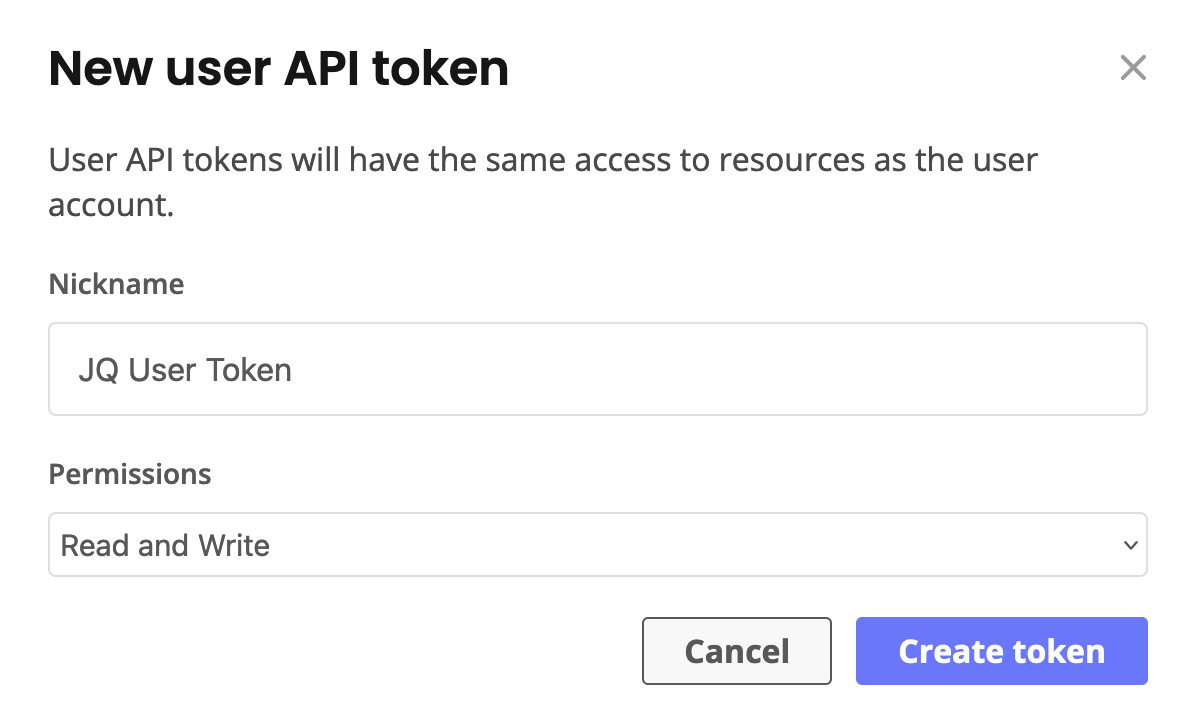 New user API token
User API tokens will have the same access to resources as the user
account.
Nickname
JQ User Token
Permissions
Read and Write
Cancel
Create token